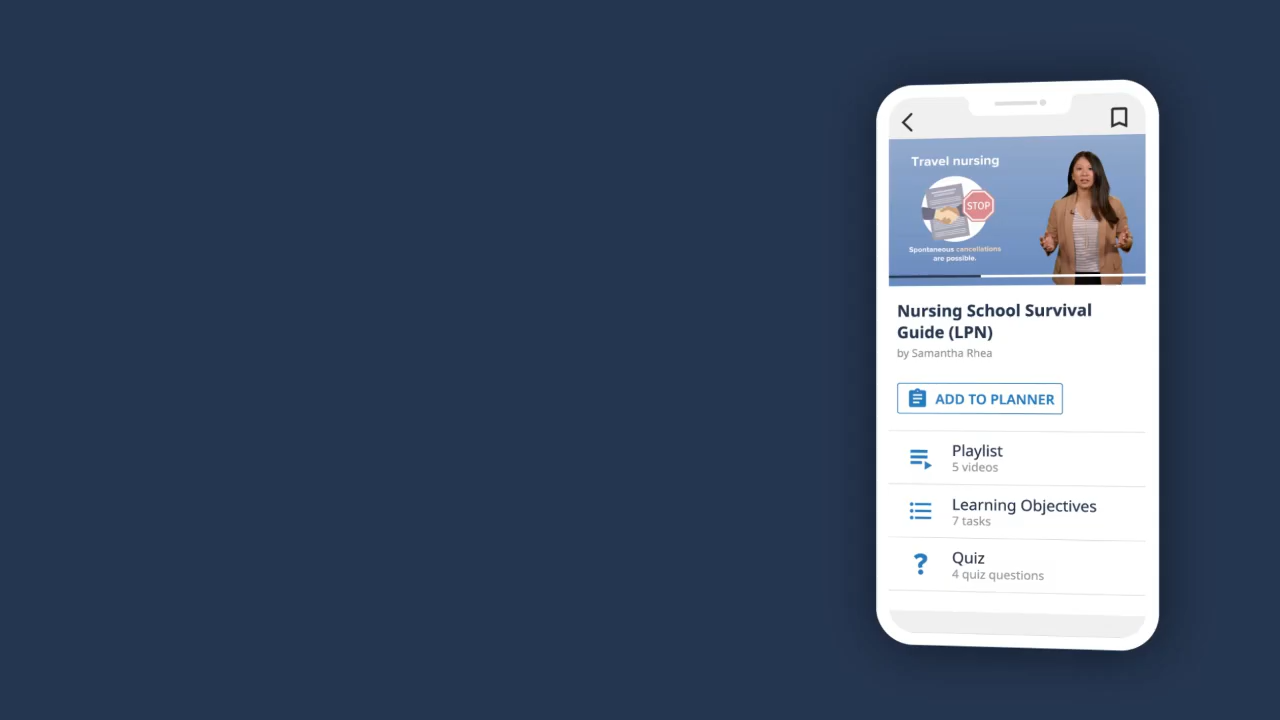 Travel nursing
STOP
Spontaneous cancellations
are possible.
Nursing School Survival
Guide (LPN)
by Samantha Rhea
ADD TO PLANNER
Playlist
5 videos
Learning Objectives
7 tasks
Quiz
4 quiz questions